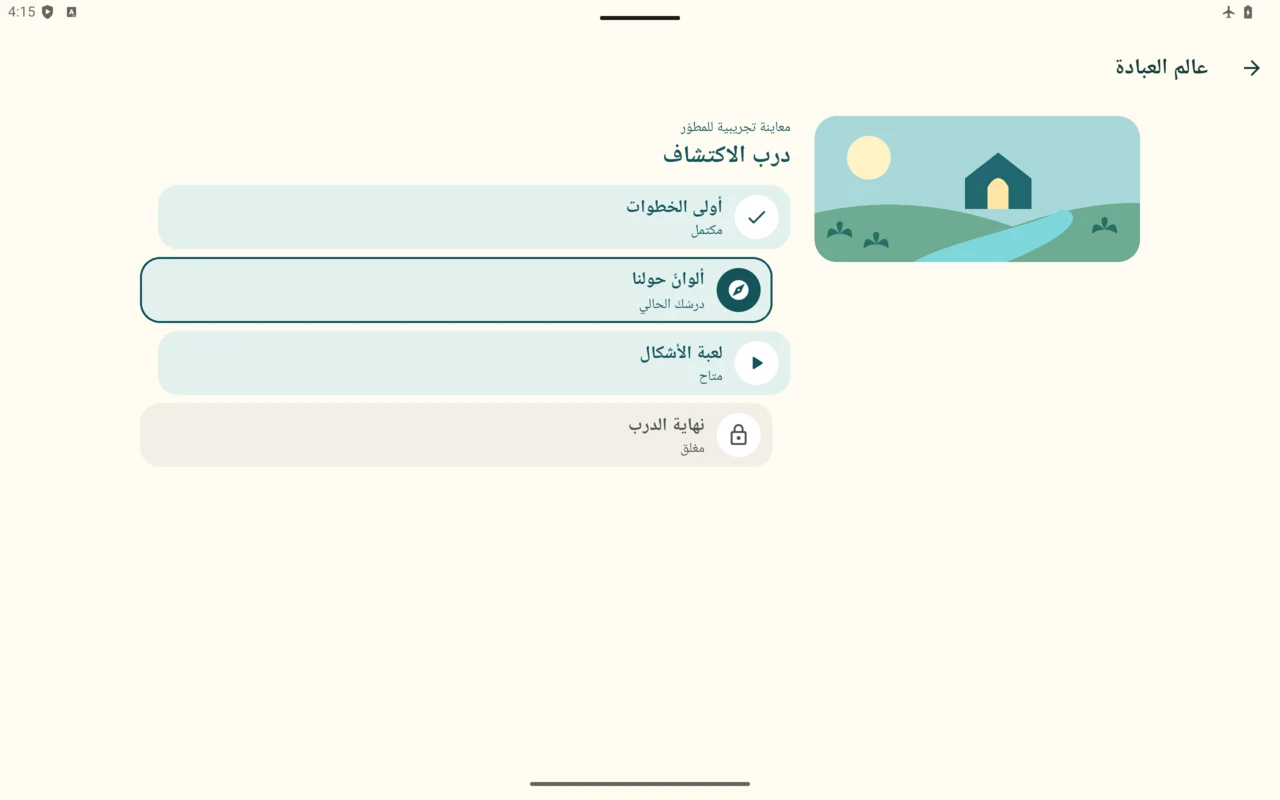 4:15
عالم العبادة
معاينة تجريبية للمطوّر
درب الاكتشاف
أولى الخطوات
مكتمل
ألوانٌ حولنا
درسُك الحالي
لعبة الأشكال
متاح
نهاية الدرب
مغلق